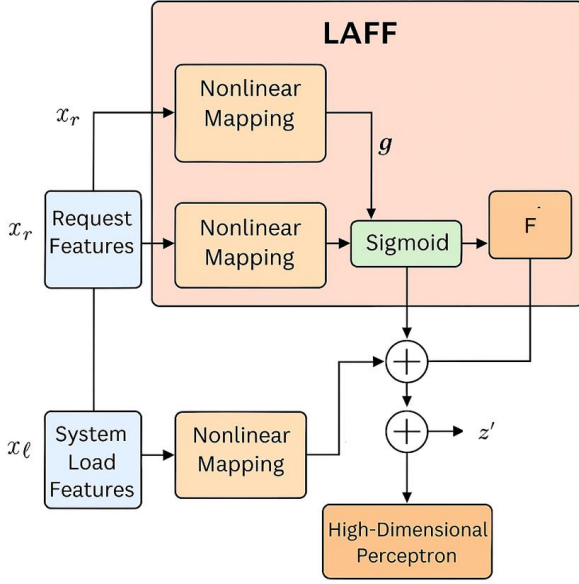 LAFF
Nonlinear
Mapping
x_r
g
x_r
Request
Features
Nonlinear
Mapping
Sigmoid
F
x_ℓ
System
Load
Features
Nonlinear
Mapping
z′
High-Dimensional
Perceptron